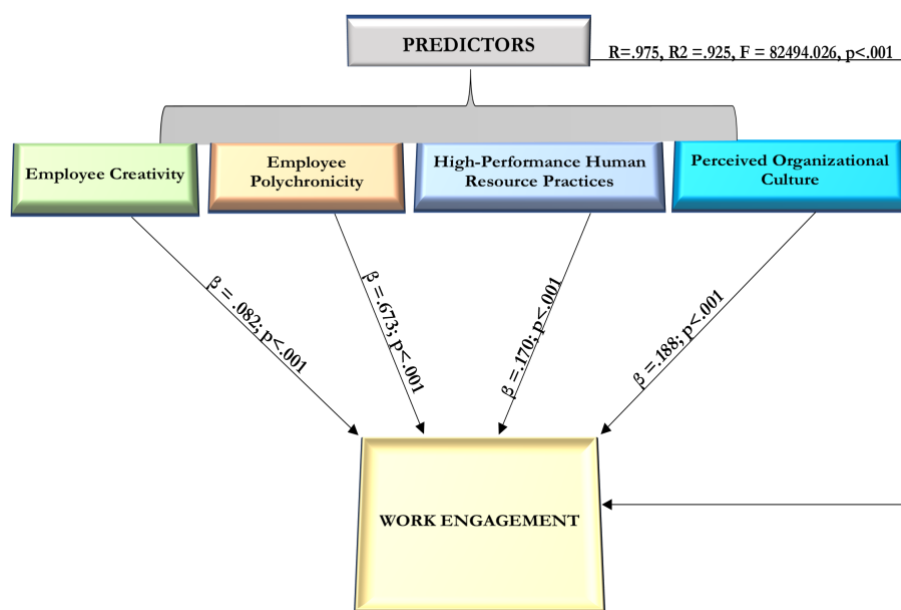 PREDICTORS
R=.975, R2 =.925, F = 82494.026, p<.001
Employee Creativity
Employee
Polychronicity
High-Performance Human
Resource Practices
Perceived Organizational
Culture
β = .082; p<.001
β =.673; p<.001
β =.170; p<.001
β =.188; p<.001
WORK ENGAGEMENT